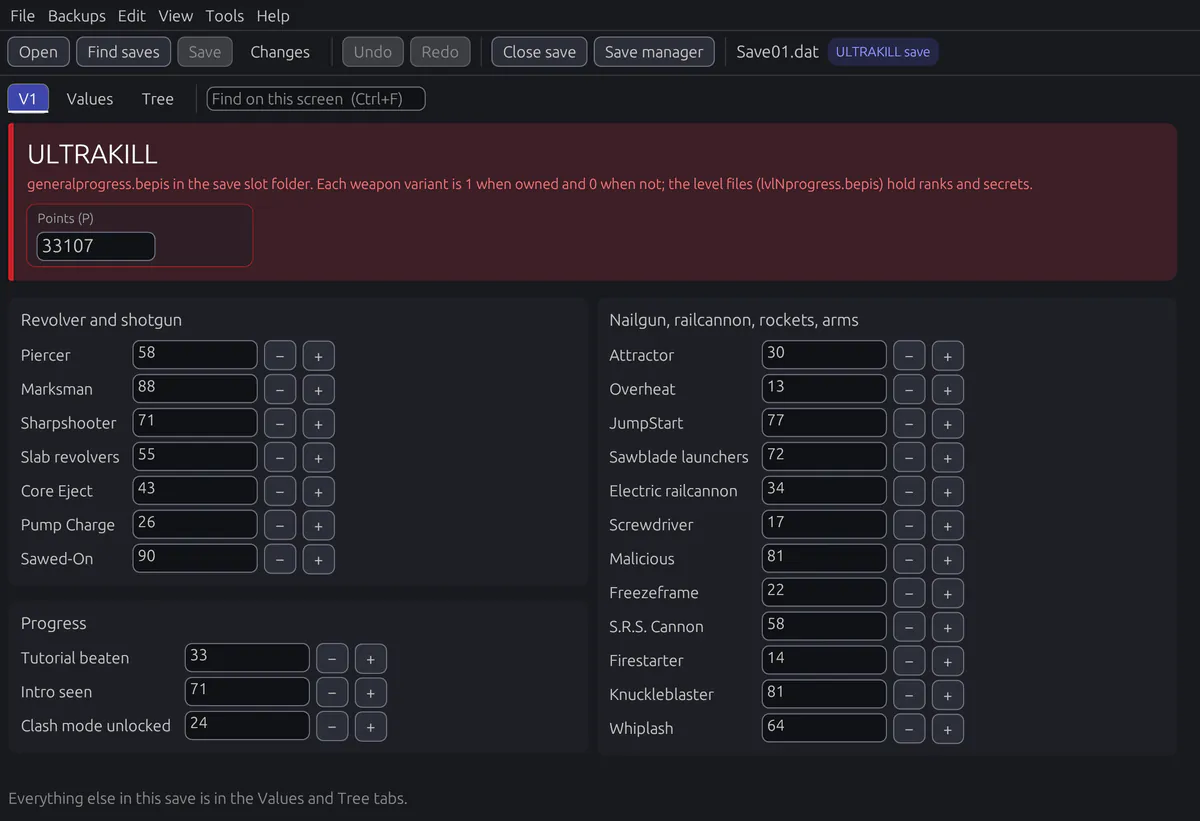 File Backups Edit View Tools Help
Open Find saves Save Changes Undo Redo Close save Save manager Save01.dat ULTRAKILL save
V1 Values Tree Find on this screen (Ctrl+F)
ULTRAKILL
generalprogress.bepis in the save slot folder. Each weapon variant is 1 when owned and 0 when not; the level files (lvlNprogress.bepis) hold ranks and secrets.
Points (P)
33107
Revolver and shotgun
Piercer 58 – +
Marksman 88 – +
Sharpshooter 71 – +
Slab revolvers 55 – +
Core Eject 43 – +
Pump Charge 26 – +
Sawed-On 90 – +
Progress
Tutorial beaten 33 – +
Intro seen 71 – +
Clash mode unlocked 24 – +
Nailgun, railcannon, rockets, arms
Attractor 30 – +
Overheat 13 – +
JumpStart 77 – +
Sawblade launchers 72 – +
Electric railcannon 34 – +
Screwdriver 17 – +
Malicious 81 – +
Freezeframe 22 – +
S.R.S. Cannon 58 – +
Firestarter 14 – +
Knuckleblaster 81 – +
Whiplash 64 – +
Everything else in this save is in the Values and Tree tabs.